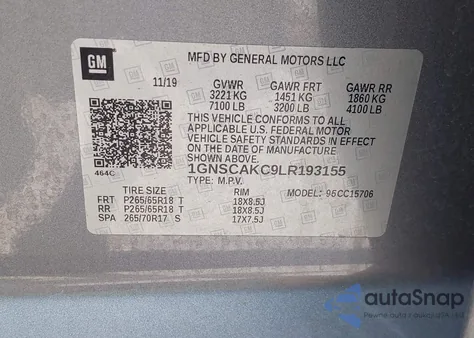 GM
MFD BY GENERAL MOTORS LLC
11/19 GVWR GAWR FRT GAWR RR
3221 KG 1451 KG 1860 KG
7100 LB 3200 LB 4100 LB
THIS VEHICLE CONFORMS TO ALL
APPLICABLE U.S. FEDERAL MOTOR
VEHICLE SAFETY STANDARDS IN EFFECT
ON THE DATE OF MANUFACTURE SHOWN ABOVE.
464C 1GNSCAKC9LR193155
TYPE: M.P.V. MODEL: 96CC15706
TIRE SIZE RIM
FRT P265/65R18 T 18X8.5J
RR P265/65R18 T 18X8.5J
SPA 265/70R17 S 17X7.5J
autoSnap